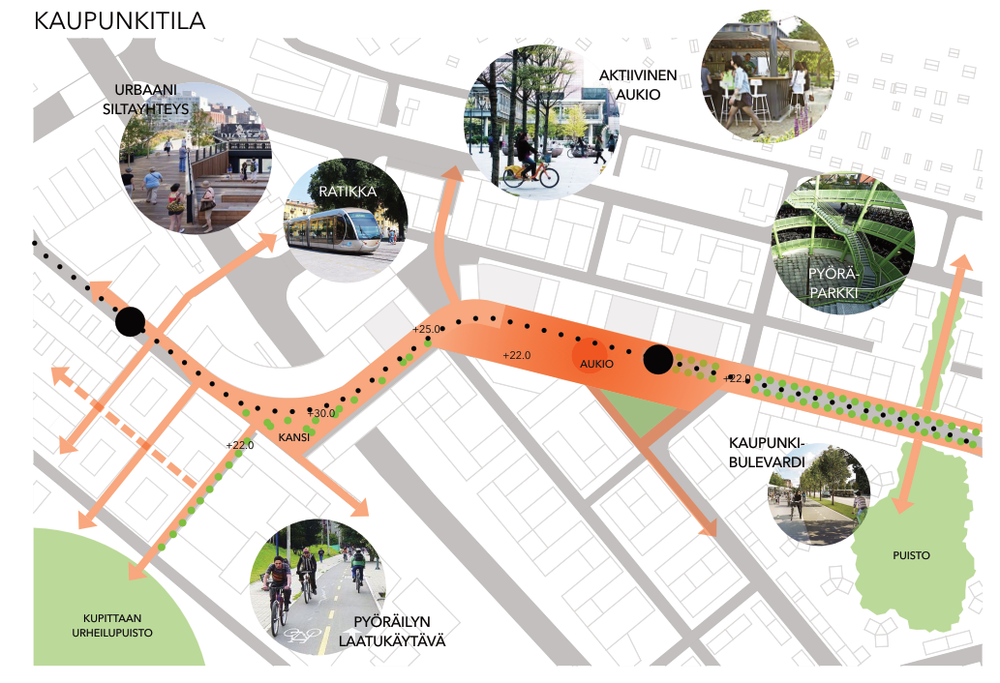 KAUPUNKITILA
URBAANI
SILTAYHTEYS
RATIKKA
AKTIIVINEN
AUKIO
PYÖRÄ-
PARKKI
+25.0
+22.0
AUKIO
+22.0
+30.0
KANSI
+22.0
KAUPUNKI-
BULEVARDI
PUISTO
KUPITTAAN
URHEILUPUISTO
PYÖRÄILYN
LAATUKÄYTÄVÄ